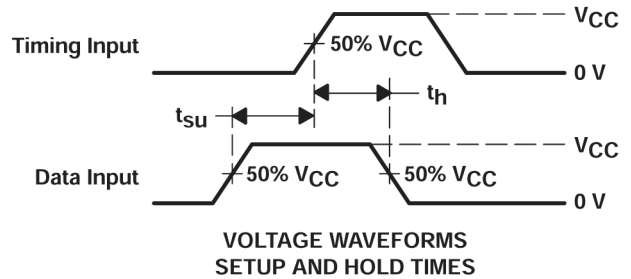 VCC
Timing Input
50% VCC
0 V
th
tsu
VCC
Data Input
50% VCC
50% VCC
0 V
VOLTAGE WAVEFORMS
SETUP AND HOLD TIMES